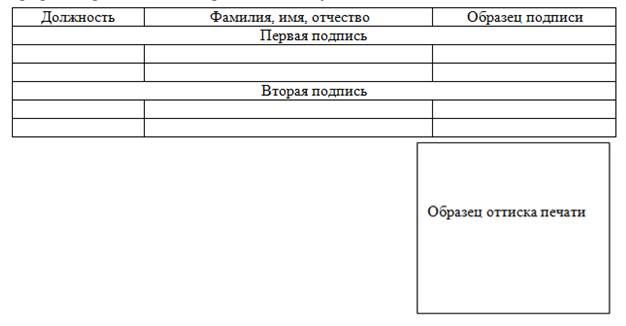 Должность Фамилия, имя, отчество Образец подписи
Первая подпись
Вторая подпись
Образец оттиска печати